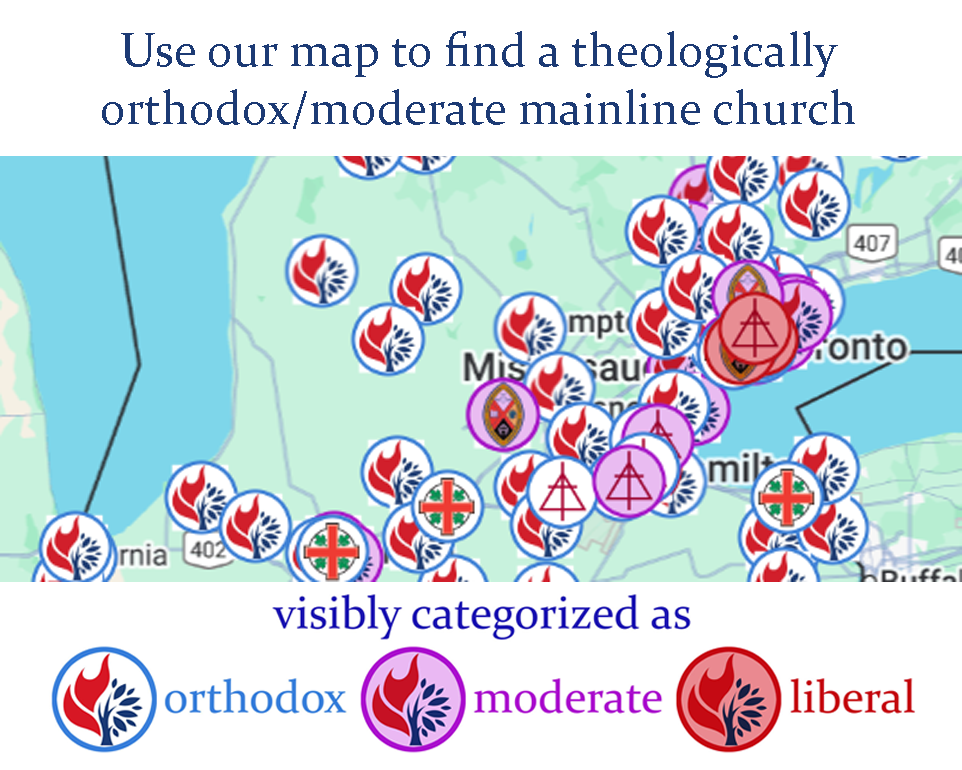 Use our map to find a theologically
orthodox/moderate mainline church
407
40
mpt
ronto
Mis
sau
sne
milt
rnia
402
Buffal
visibly categorized as
orthodox
moderate
liberal